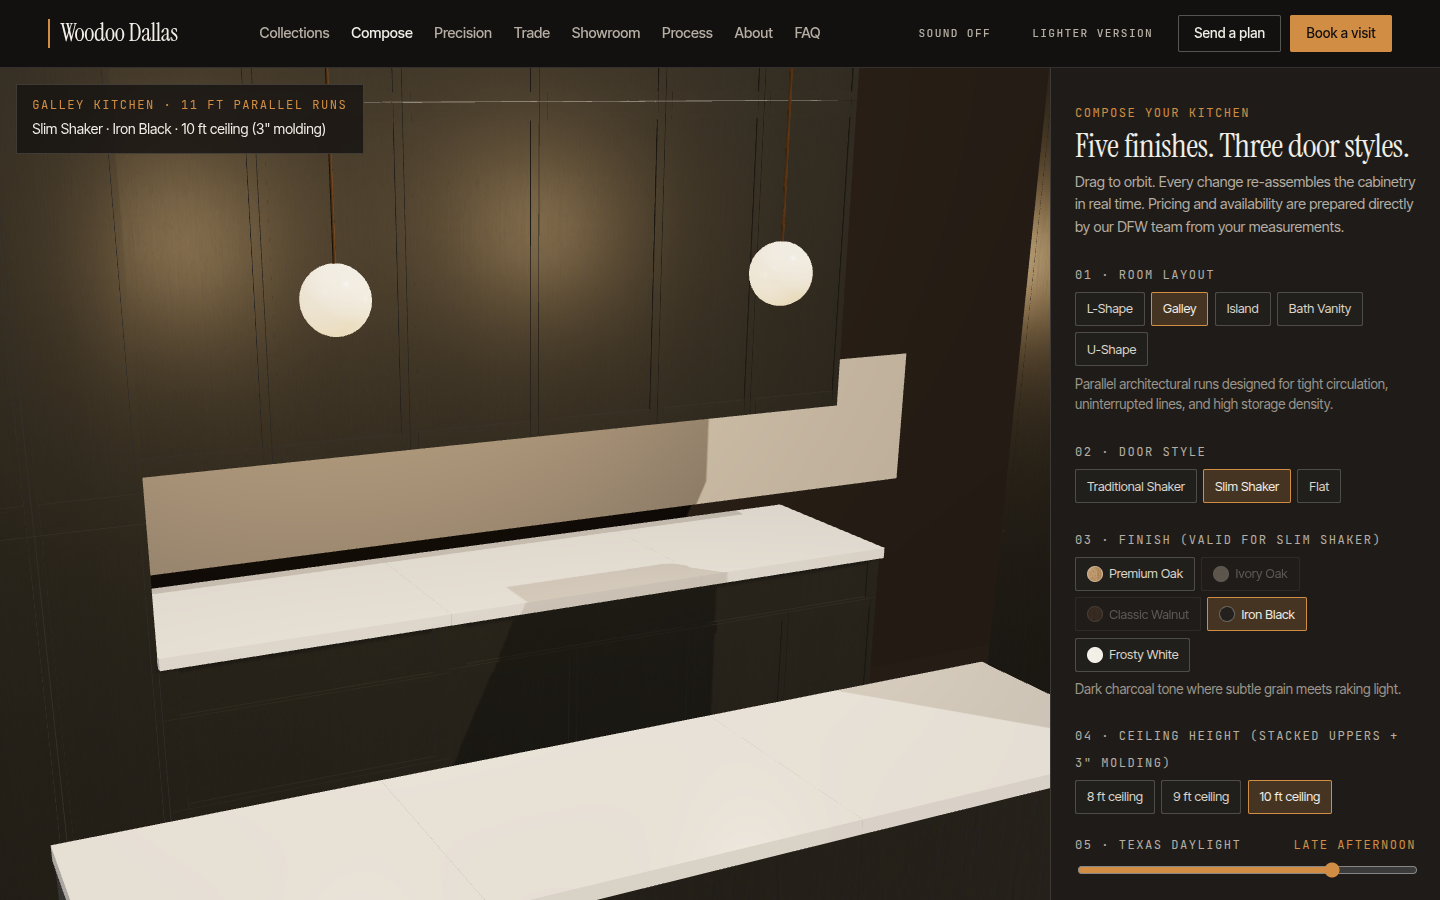 Woodoo Dallas
Collections Compose Precision Trade Showroom Process About FAQ
SOUND OFF LIGHTER VERSION Send a plan Book a visit
GALLEY KITCHEN · 11 FT PARALLEL RUNS
Slim Shaker · Iron Black · 10 ft ceiling (3" molding)
COMPOSE YOUR KITCHEN
Five finishes. Three door styles.
Drag to orbit. Every change re-assembles the cabinetry
in real time. Pricing and availability are prepared directly
by our DFW team from your measurements.
01 · ROOM LAYOUT
L-Shape Galley Island Bath Vanity
U-Shape
Parallel architectural runs designed for tight circulation,
uninterrupted lines, and high storage density.
02 · DOOR STYLE
Traditional Shaker Slim Shaker Flat
03 · FINISH (VALID FOR SLIM SHAKER)
Premium Oak Ivory Oak
Classic Walnut Iron Black
Frosty White
Dark charcoal tone where subtle grain meets raking light.
04 · CEILING HEIGHT (STACKED UPPERS +
3" MOLDING)
8 ft ceiling 9 ft ceiling 10 ft ceiling
05 · TEXAS DAYLIGHT LATE AFTERNOON